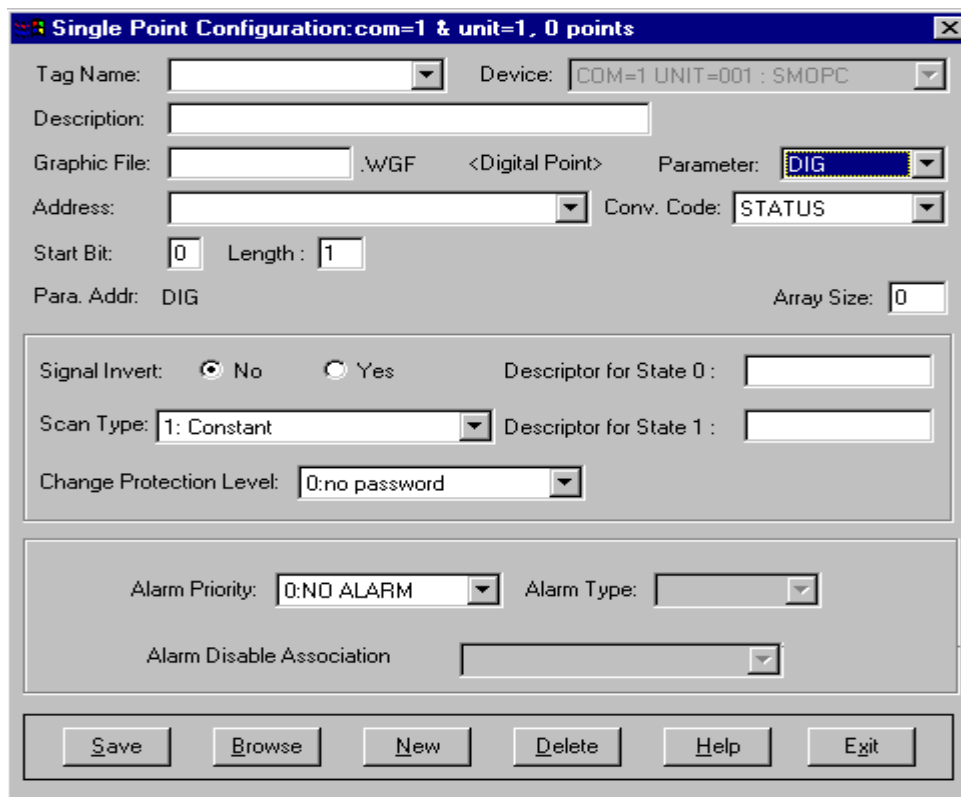 Single Point Configuration:com=1 & unit=1, 0 points
Tag Name: Device: COM=1 UNIT=001 : SMOPC
Description:
Graphic File: .WGF <Digital Point> Parameter: DIG
Address: Conv. Code: STATUS
Start Bit: 0 Length : 1
Para. Addr: DIG Array Size: 0
Signal Invert: No Yes Descriptor for State 0 :
Scan Type: 1: Constant Descriptor for State 1 :
Change Protection Level: 0:no password
Alarm Priority: 0:NO ALARM Alarm Type:
Alarm Disable Association
Save Browse New Delete Help Exit